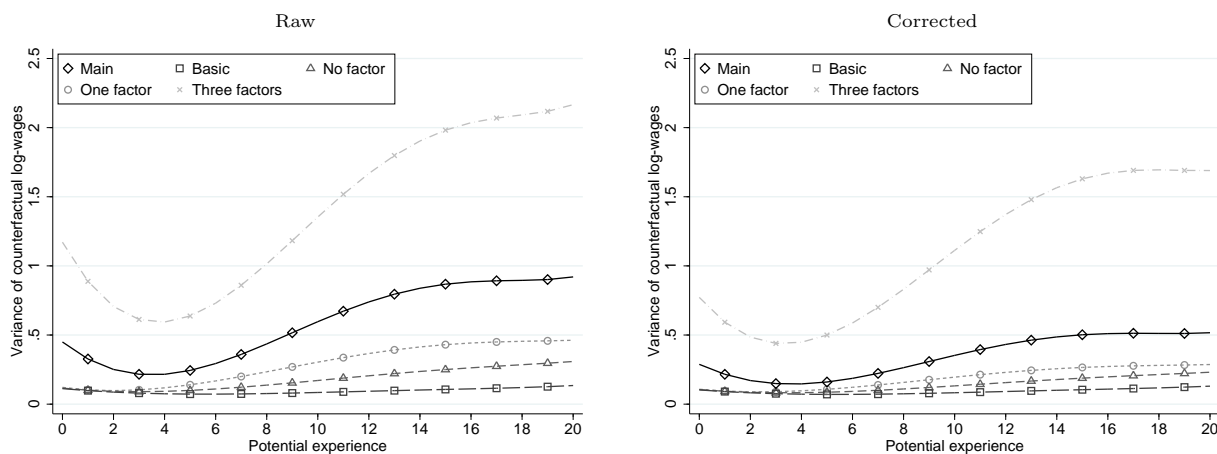 Raw
Variance of counterfactual log-wages
2.5
2
1.5
1
.5
0
Main Basic No factor
One factor Three factors
0 2 4 6 8 10 12 14 16 18 20
Potential experience
Corrected
Variance of counterfactual log-wages
2.5
2
1.5
1
.5
0
Main Basic No factor
One factor Three factors
0 2 4 6 8 10 12 14 16 18 20
Potential experience